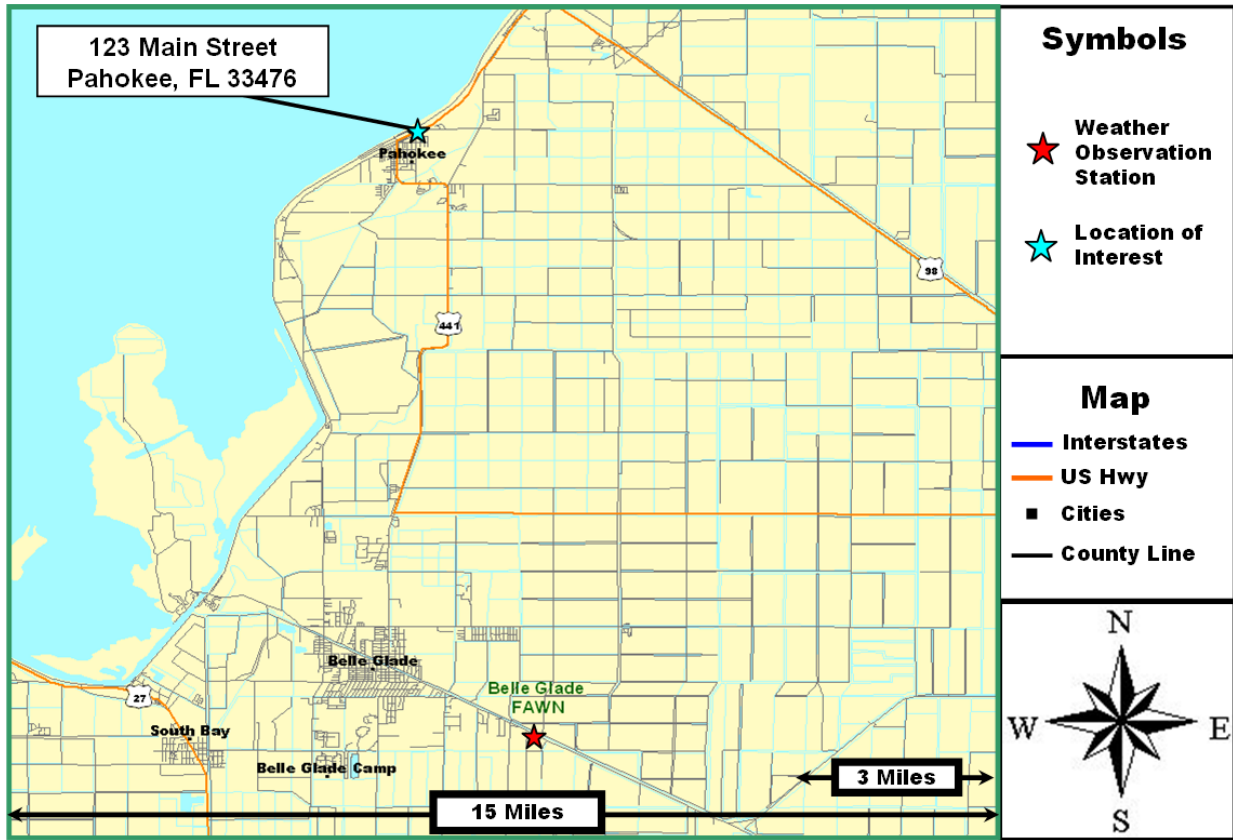 123 Main Street
Pahokee, FL 33476
Pahokee
98
441
Belle Glade
Belle Glade
FAWN
27
South Bay
Belle Glade Camp
3 Miles
15 Miles
Symbols
Weather
Observation
Station
Location of
Interest
Map
Interstates
US Hwy
Cities
County Line
N
W
E
S